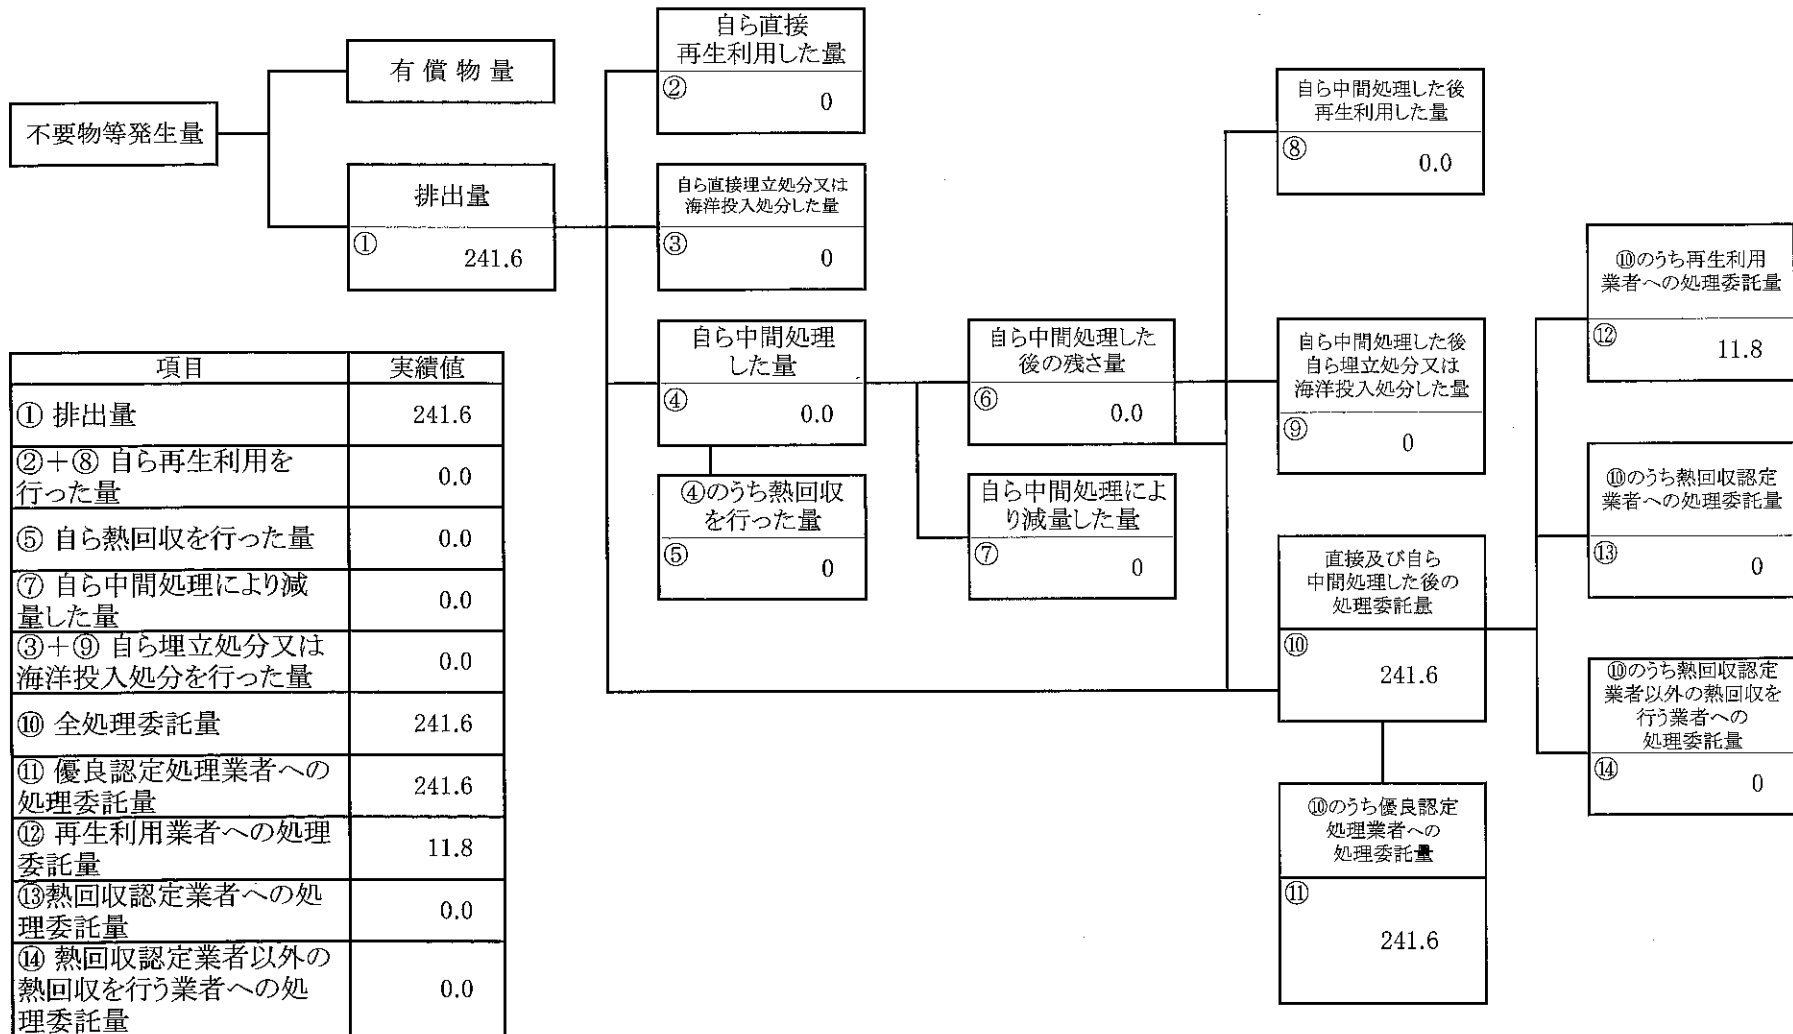 不要物等発生量
有償物量
排出量
① 241.6
自ら直接
再生利用した量
② 0
自ら直接埋立処分又は
海洋投入処分した量
③ 0
自ら中間処理
した量
④ 0.0
④のうち熱回収
を行った量
⑤ 0
自ら中間処理した
後の残さ量
⑥ 0.0
自ら中間処理によ
り減量した量
⑦ 0
自ら中間処理した後
再生利用した量
⑧ 0.0
自ら中間処理した後
自ら埋立処分又は
海洋投入処分した量
⑨ 0
直接及び自ら
中間処理した後の
処理委託量
⑩ 241.6
⑩のうち優良認定
処理業者への
処理委託量
⑪ 241.6
⑩のうち再生利用
業者への処理委託量
⑫ 11.8
⑩のうち熱回収認定
業者への処理委託量
⑬ 0
⑩のうち熱回収認定
業者以外の熱回収を
行う業者への
処理委託量
⑭ 0
項目 実績値
① 排出量 241.6
②+⑧ 自ら再生利用を
行った量 0.0
⑤ 自ら熱回収を行った量 0.0
⑦ 自ら中間処理により減
量した量 0.0
③+⑨ 自ら埋立処分又は
海洋投入処分を行った量 0.0
⑩ 全処理委託量 241.6
⑪ 優良認定処理業者への
処理委託量 241.6
⑫ 再生利用業者への処理
委託量 11.8
⑬熱回収認定業者への処
理委託量 0.0
⑭ 熱回収認定業者以外の
熱回収を行う業者への処
理委託量 0.0